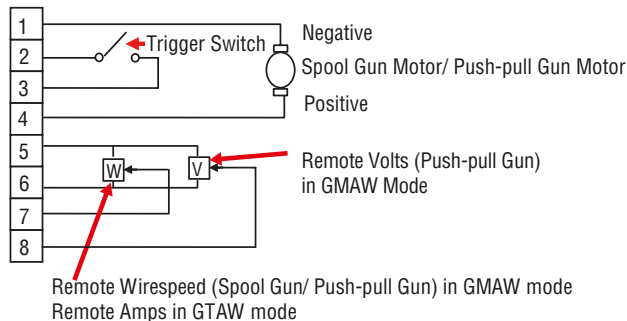 1
Negative
2
Trigger Switch
3
Spool Gun Motor/ Push-pull Gun Motor
4
Positive
5
6
W
V
Remote Volts (Push-pull Gun)
in GMAW Mode
7
8
Remote Wirespeed (Spool Gun/ Push-pull Gun) in GMAW mode
Remote Amps in GTAW mode